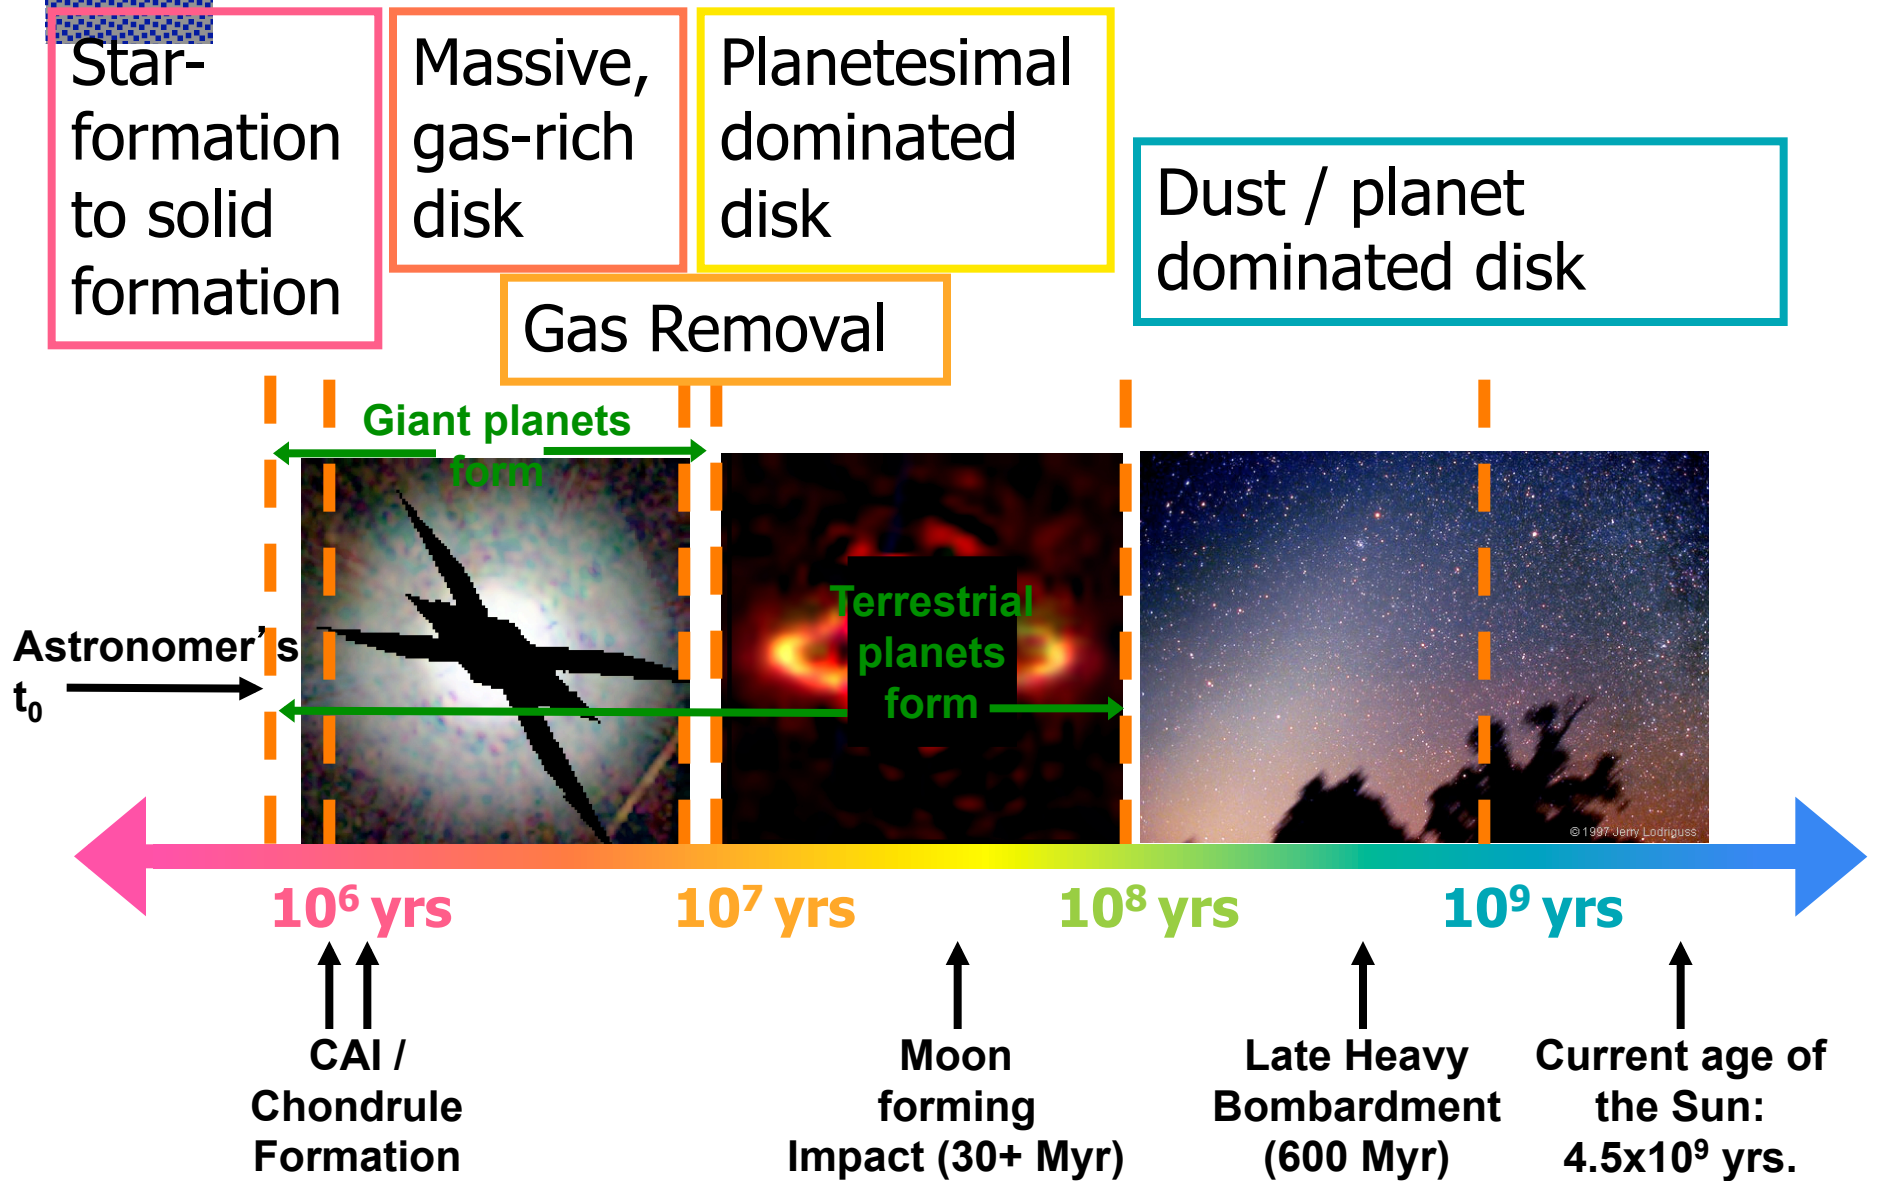 Star-
formation
to solid
formation
Massive,
gas-rich
disk
Planetesimal
dominated
disk
Dust / planet
dominated disk
Gas Removal
Giant planets
form
Terrestrial
planets
form
Astronomer’s
t₀
© 1997 Jerry Lodriguss
10⁶ yrs
10⁷ yrs
10⁸ yrs
10⁹ yrs
CAI /
Chondrule
Formation
Moon
forming
Impact (30+ Myr)
Late Heavy
Bombardment
(600 Myr)
Current age of
the Sun:
4.5x10⁹ yrs.